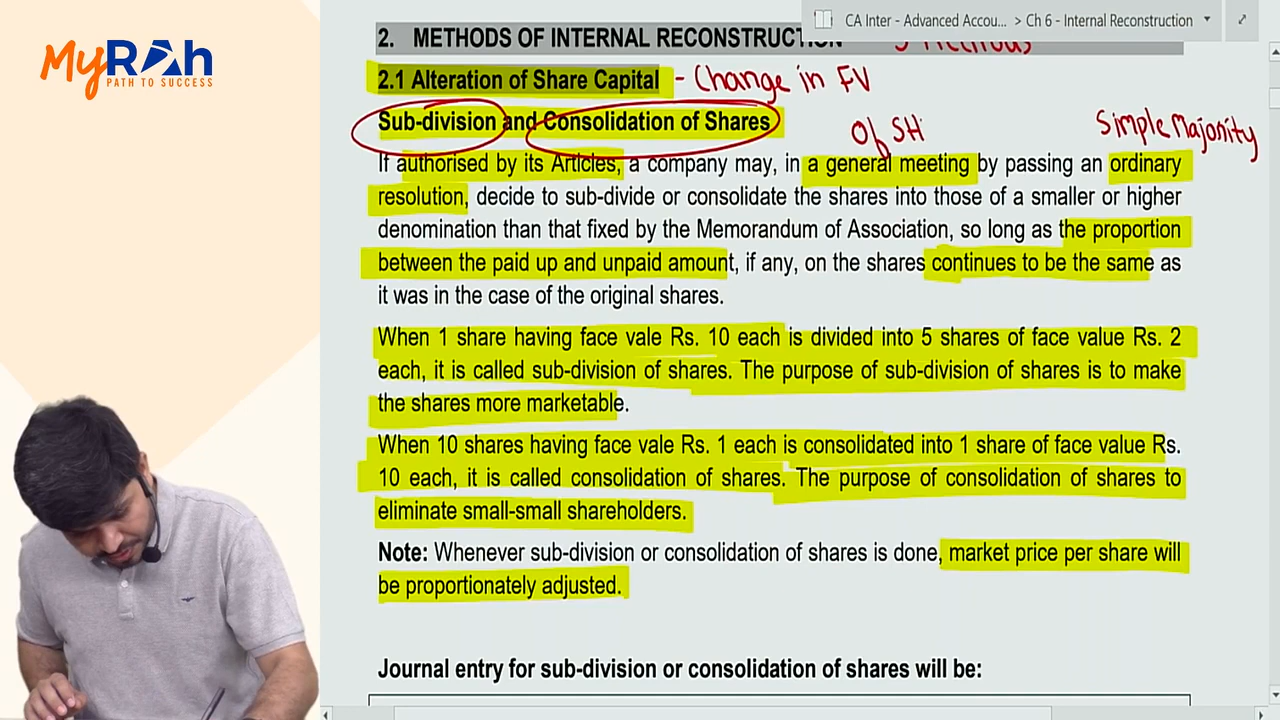 MyRAh
PATH TO SUCCESS
CA Inter - Advanced Accou... > Ch 6 - Internal Reconstruction
2. METHODS OF INTERNAL RECONSTRUCTION
2.1 Alteration of Share Capital - Change in FV
Sub-division and Consolidation of Shares
Of SH
Simple Majority
If authorised by its Articles, a company may, in a general meeting by passing an ordinary
resolution, decide to sub-divide or consolidate the shares into those of a smaller or higher
denomination than that fixed by the Memorandum of Association, so long as the proportion
between the paid up and unpaid amount, if any, on the shares continues to be the same as
it was in the case of the original shares.
When 1 share having face vale Rs. 10 each is divided into 5 shares of face value Rs. 2
each, it is called sub-division of shares. The purpose of sub-division of shares is to make
the shares more marketable.
When 10 shares having face vale Rs. 1 each is consolidated into 1 share of face value Rs.
10 each, it is called consolidation of shares. The purpose of consolidation of shares to
eliminate small-small shareholders.
Note: Whenever sub-division or consolidation of shares is done, market price per share will
be proportionately adjusted.
Journal entry for sub-division or consolidation of shares will be: